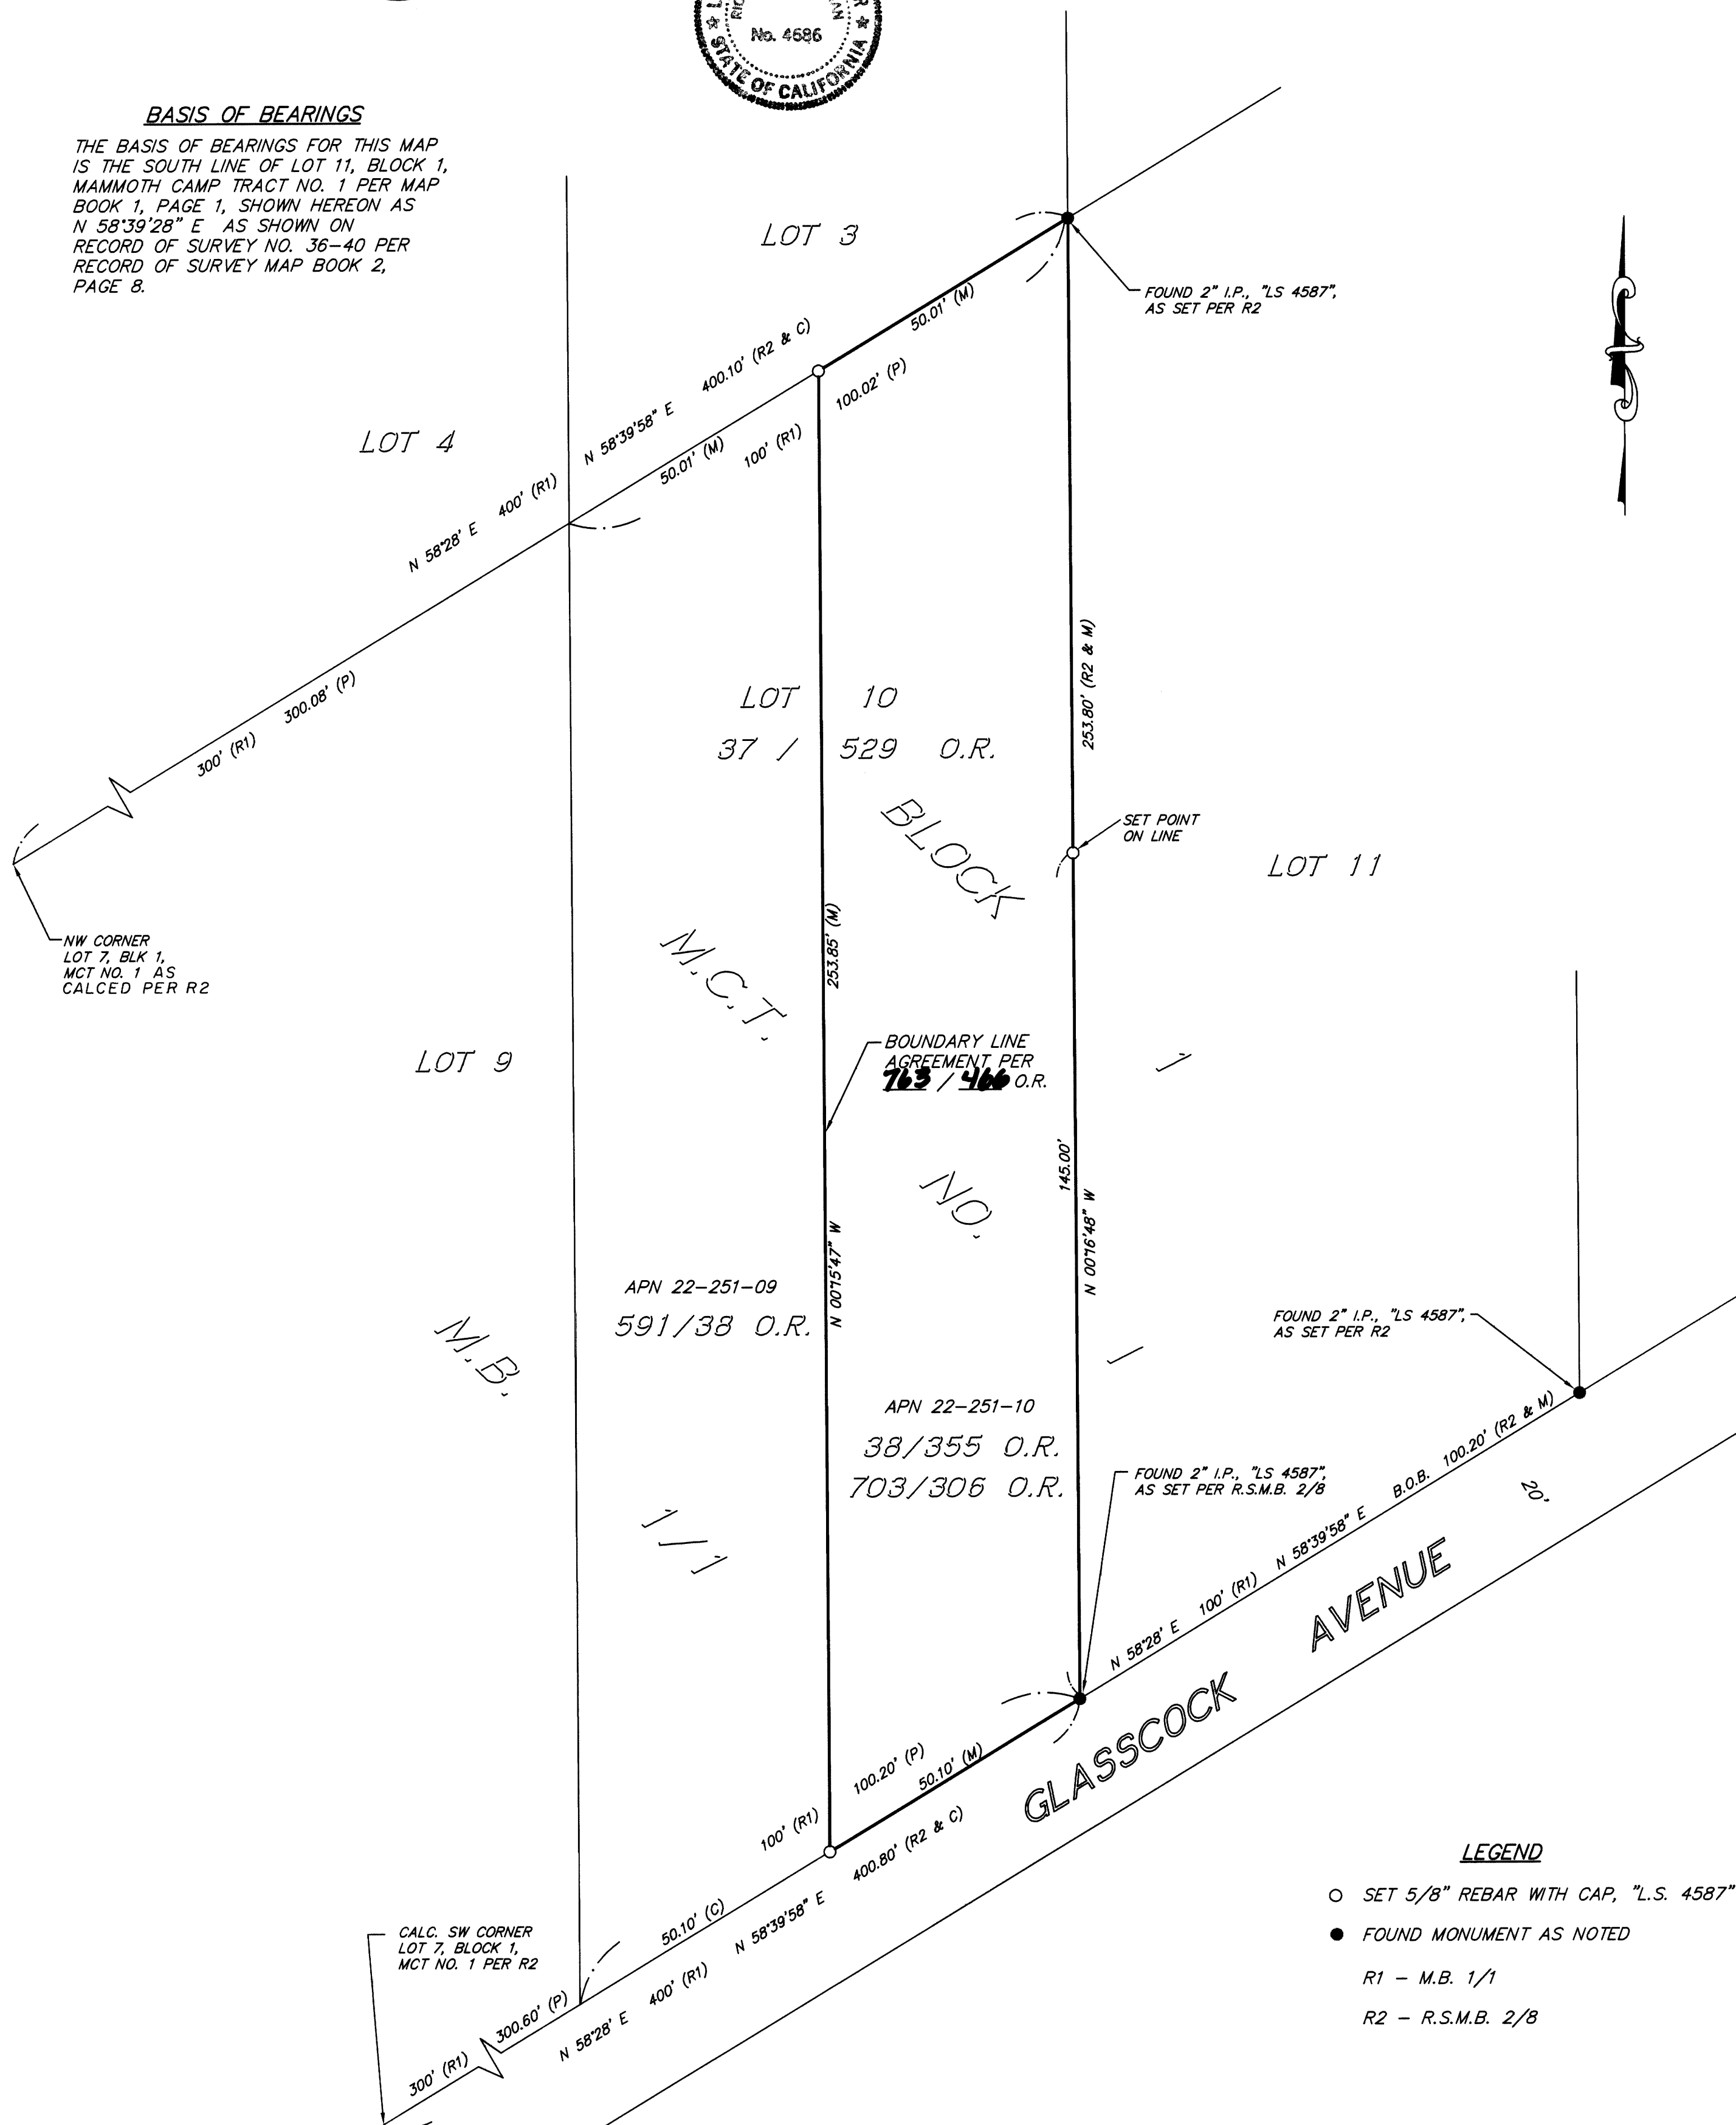 No. 4686
STATE OF CALIFORNIA
BASIS OF BEARINGS
THE BASIS OF BEARINGS FOR THIS MAP
IS THE SOUTH LINE OF LOT 11, BLOCK 1,
MAMMOTH CAMP TRACT NO. 1 PER MAP
BOOK 1, PAGE 1, SHOWN HEREON AS
N 58°39'28" E AS SHOWN ON
RECORD OF SURVEY NO. 36-40 PER
RECORD OF SURVEY MAP BOOK 2,
PAGE 8.
LOT 3
FOUND 2" I.P., "LS 4587",
AS SET PER R2
50.01' (M)
100.02' (P)
N 58°39'58" E 400.10' (R2 & C)
50.01' (M)
100' (R1)
LOT 4
N 58°28' E 400' (R1)
300' (R1) 300.08' (P)
253.80' (R2 & M)
LOT 10
37 / 529 O.R.
BLOCK
SET POINT
ON LINE
LOT 11
NW CORNER
LOT 7, BLK 1,
MCT NO. 1 AS
CALCED PER R2
M.C.T.
253.85' (M)
LOT 9
BOUNDARY LINE
AGREEMENT PER
763 / 466 O.R.
1
145.00'
NO.
N 00°16'48" W
N 00°15'47" W
APN 22-251-09
591/38 O.R.
M.B.
1
FOUND 2" I.P., "LS 4587",
AS SET PER R2
APN 22-251-10
38/355 O.R.
703/306 O.R.
FOUND 2" I.P., "LS 4587",
AS SET PER R.S.M.B. 2/8
1/1
N 58°28' E 100' (R1) N 58°39'58" E B.O.B. 100.20' (R2 & M)
20'
GLASSCOCK AVENUE
100' (R1) 100.20' (P)
50.10' (M)
N 58°39'58" E 400.80' (R2 & C)
50.10' (C)
N 58°28' E 400' (R1)
CALC. SW CORNER
LOT 7, BLOCK 1,
MCT NO. 1 PER R2
300' (R1) 300.60' (P)
LEGEND
SET 5/8" REBAR WITH CAP, "L.S. 4587"
FOUND MONUMENT AS NOTED
R1 - M.B. 1/1
R2 - R.S.M.B. 2/8